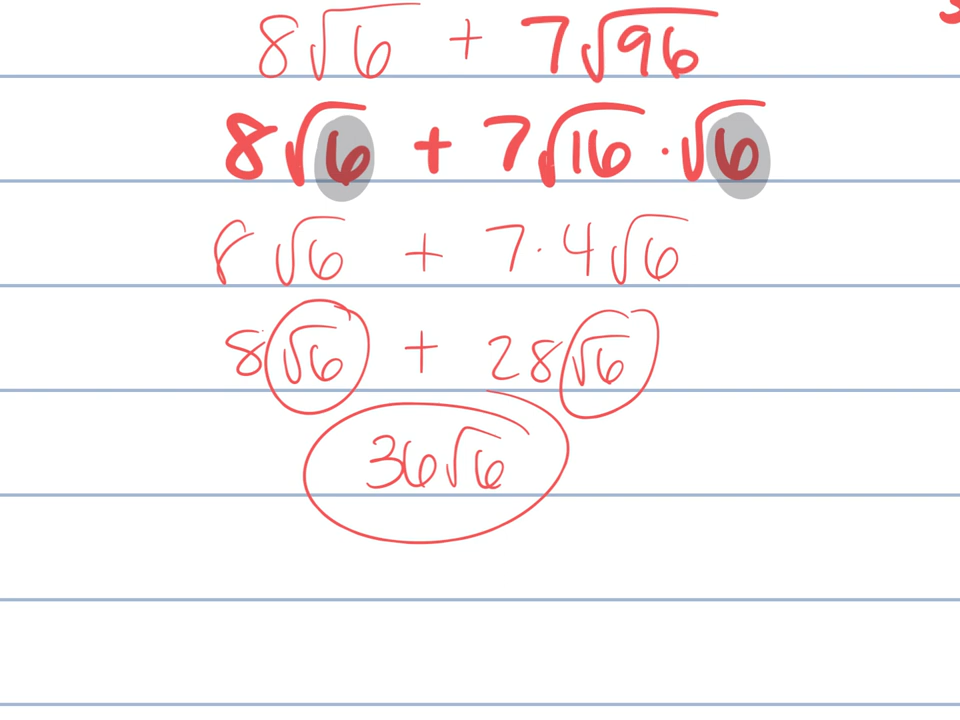 8√6 + 7√96
8√6 + 7√16 · √6
8√6 + 7·4√6
8√6 + 28√6
36√6